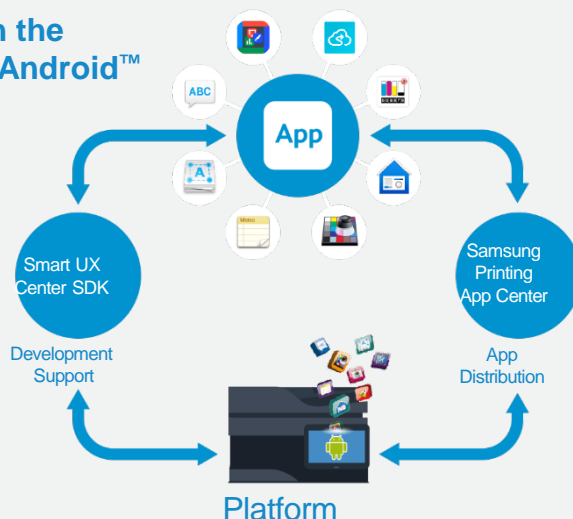 n the
Android™
ABC
App
A
Memo
Smart UX
Center SDK
Samsung
Printing
App Center
Development
Support
App
Distribution
Platform